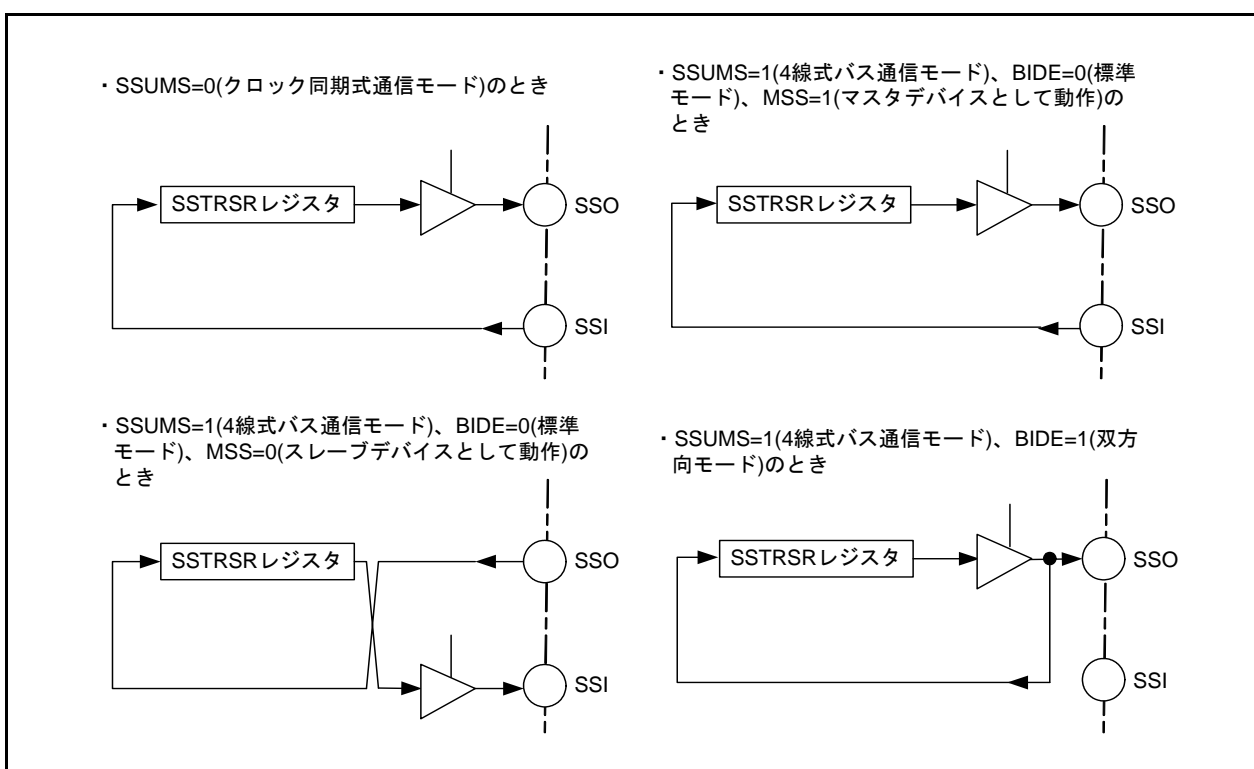 ・SSUMS=0(クロック同期式通信モード)のとき
SSTRSRレジスタ
SSO
SSI
・SSUMS=1(4線式バス通信モード)、BIDE=0(標準
モード)、MSS=1(マスタデバイスとして動作)の
とき
SSTRSRレジスタ
SSO
SSI
・SSUMS=1(4線式バス通信モード)、BIDE=0(標準
モード)、MSS=0(スレーブデバイスとして動作)の
とき
SSTRSRレジスタ
SSO
SSI
・SSUMS=1(4線式バス通信モード)、BIDE=1(双方
向モード)のとき
SSTRSRレジスタ
SSO
SSI